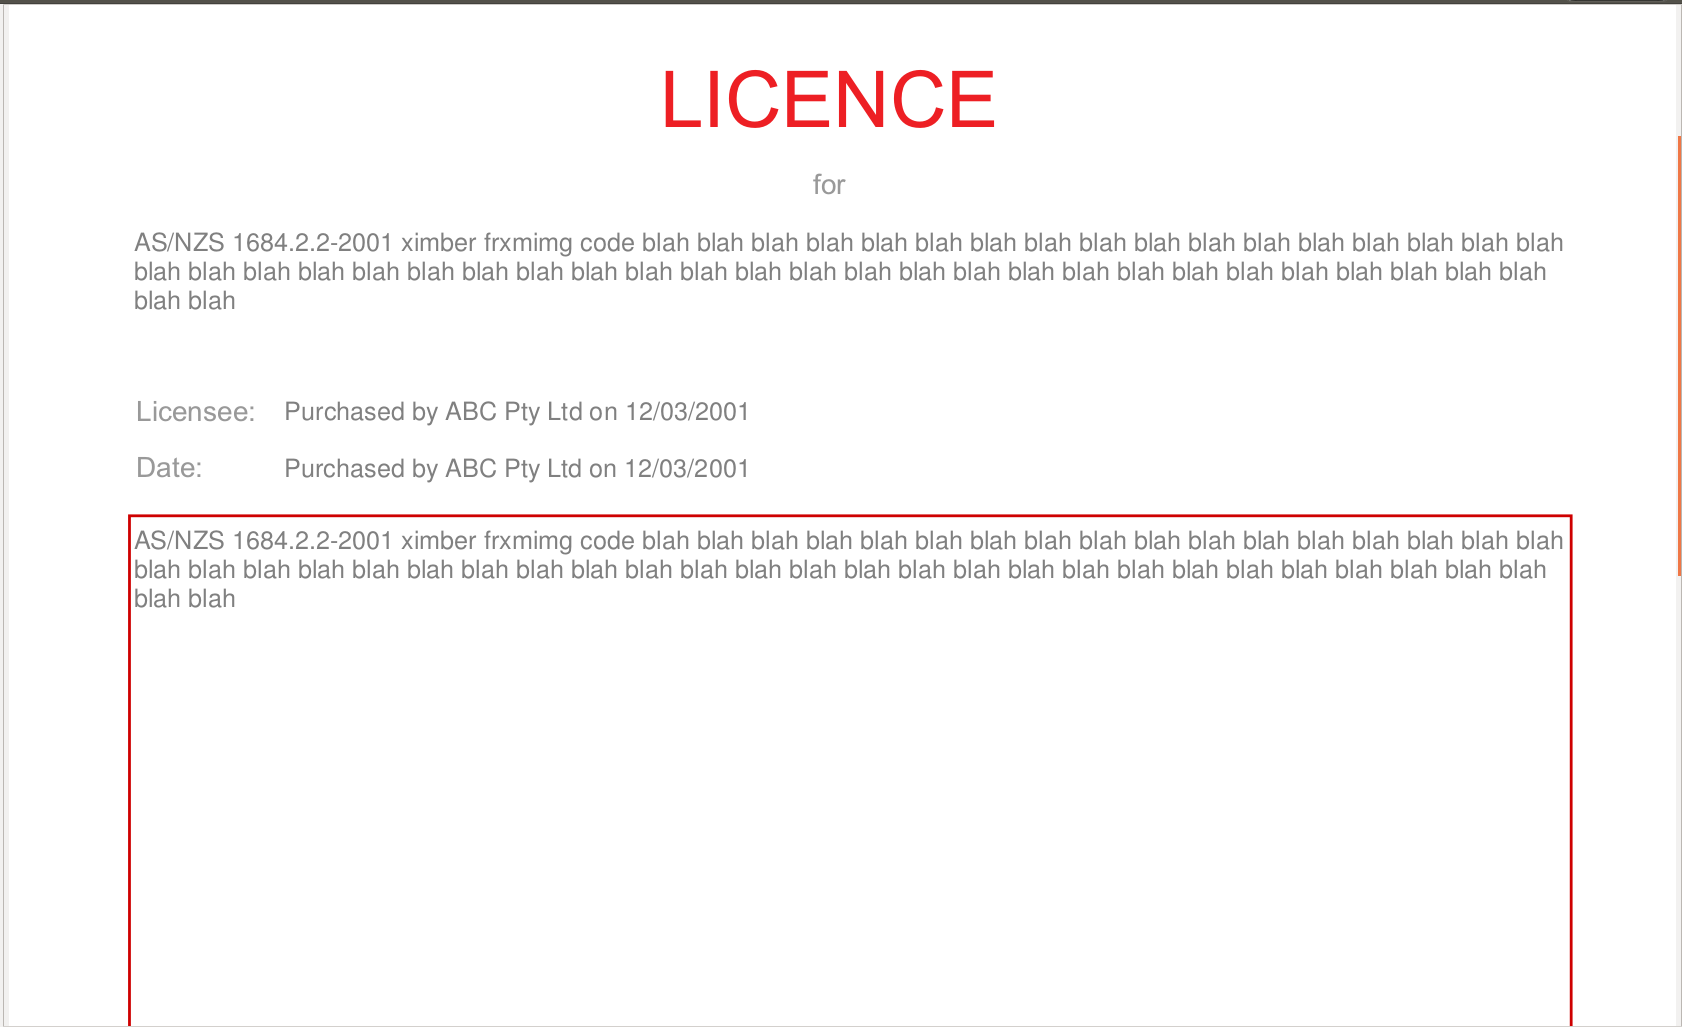 LICENCE
for
AS/NZS 1684.2.2-2001 ximber frxmimg code blah blah blah blah blah blah blah blah blah blah blah blah blah blah blah blah blah
blah blah blah blah blah blah blah blah blah blah blah blah blah blah blah blah blah blah blah blah blah blah blah blah blah blah
blah blah
Licensee: Purchased by ABC Pty Ltd on 12/03/2001
Date: Purchased by ABC Pty Ltd on 12/03/2001
AS/NZS 1684.2.2-2001 ximber frxmimg code blah blah blah blah blah blah blah blah blah blah blah blah blah blah blah blah blah
blah blah blah blah blah blah blah blah blah blah blah blah blah blah blah blah blah blah blah blah blah blah blah blah blah blah
blah blah